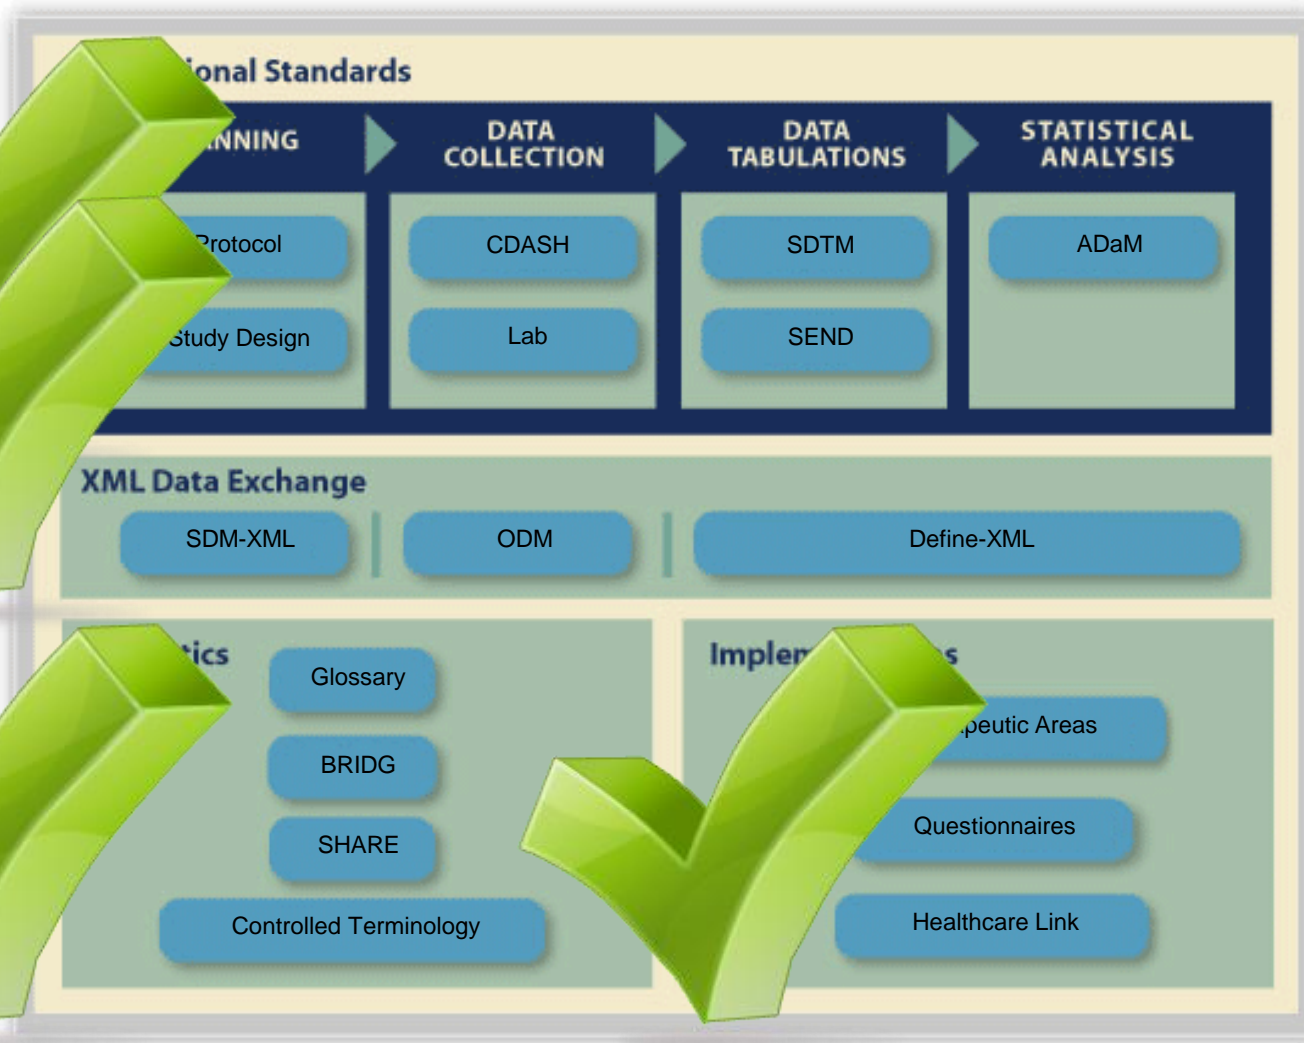 ional Standards
NNING
DATA
COLLECTION
DATA
TABULATIONS
STATISTICAL
ANALYSIS
Protocol
CDASH
SDTM
ADaM
Study Design
Lab
SEND
XML Data Exchange
SDM-XML
ODM
Define-XML
tics
Glossary
BRIDG
SHARE
Controlled Terminology
Implem
s
peutic Areas
Questionnaires
Healthcare Link